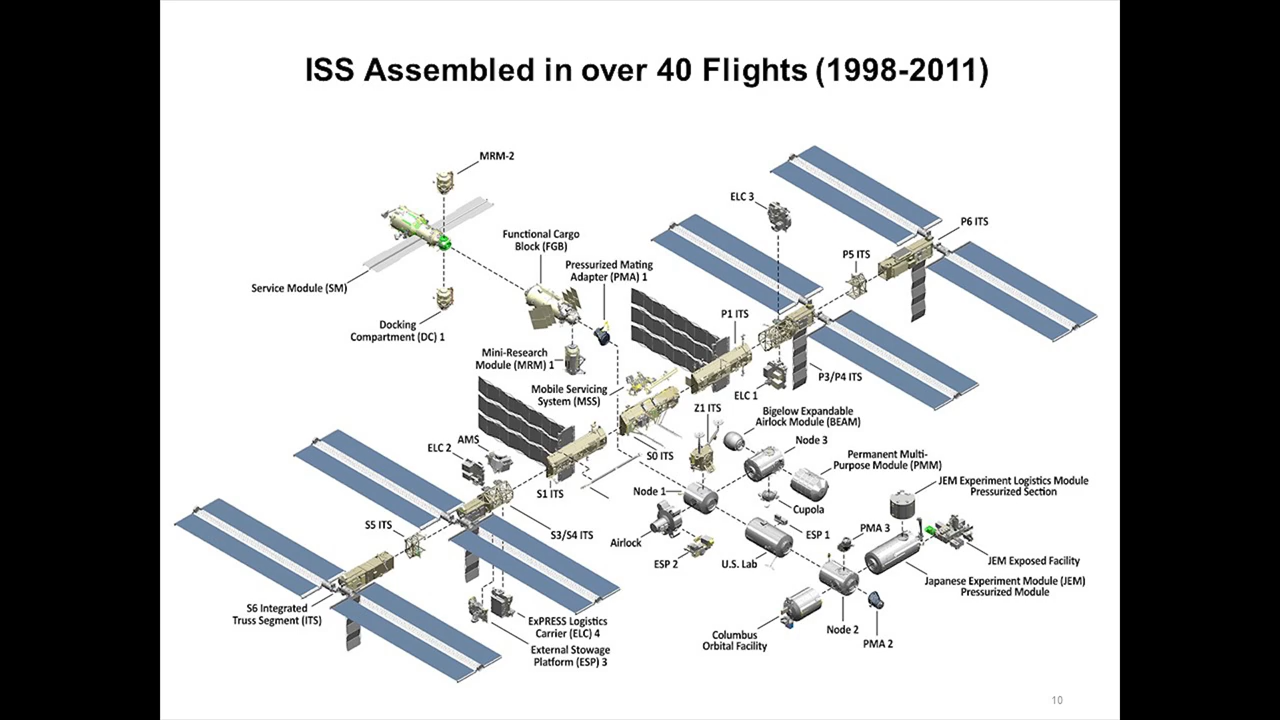 ISS Assembled in over 40 Flights (1998-2011)
MRM-2
ELC 3
P6 ITS
Functional Cargo
Block (FGB)
P5 ITS
Pressurized Mating
Adapter (PMA) 1
Service Module (SM)
P1 ITS
Docking
Compartment (DC) 1
Mini-Research
Module (MRM) 1
P3/P4 ITS
Mobile Servicing
System (MSS)
ELC 1
Z1 ITS
Bigelow Expandable
Airlock Module (BEAM)
AMS
ELC 2
Node 3
S0 ITS
Permanent Multi-
Purpose Module (PMM)
JEM Experiment Logistics Module
Pressurized Section
S1 ITS
Node 1
Cupola
S5 ITS
S3/S4 ITS
Airlock
ESP 1
PMA 3
ESP 2
U.S. Lab
JEM Exposed Facility
Japanese Experiment Module (JEM)
Pressurized Module
S6 Integrated
Truss Segment (ITS)
ExPRESS Logistics
Carrier (ELC) 4
Node 2
Columbus
Orbital Facility
PMA 2
External Stowage
Platform (ESP) 3
10